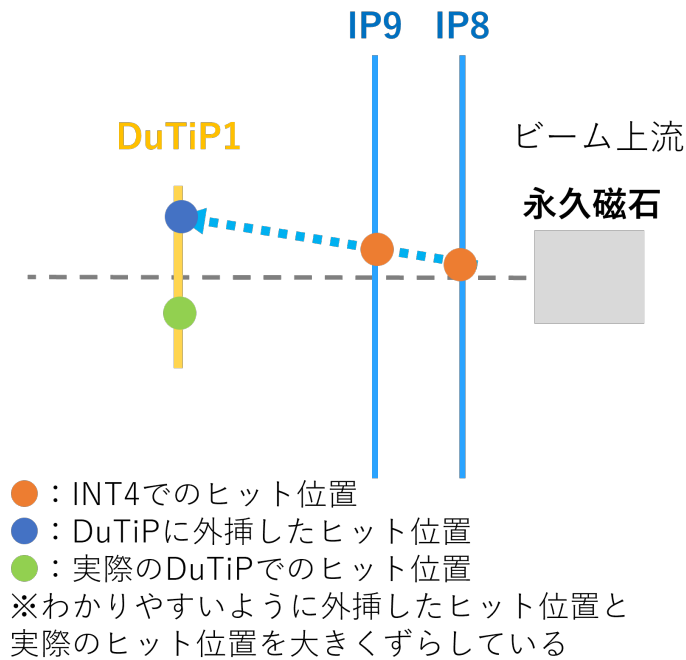 IP9 IP8
DuTiP1
ビーム上流
永久磁石
●：INT4でのヒット位置
●：DuTiPに外挿したヒット位置
●：実際のDuTiPでのヒット位置
※わかりやすいように外挿したヒット位置と
実際のヒット位置を大きくずらしている